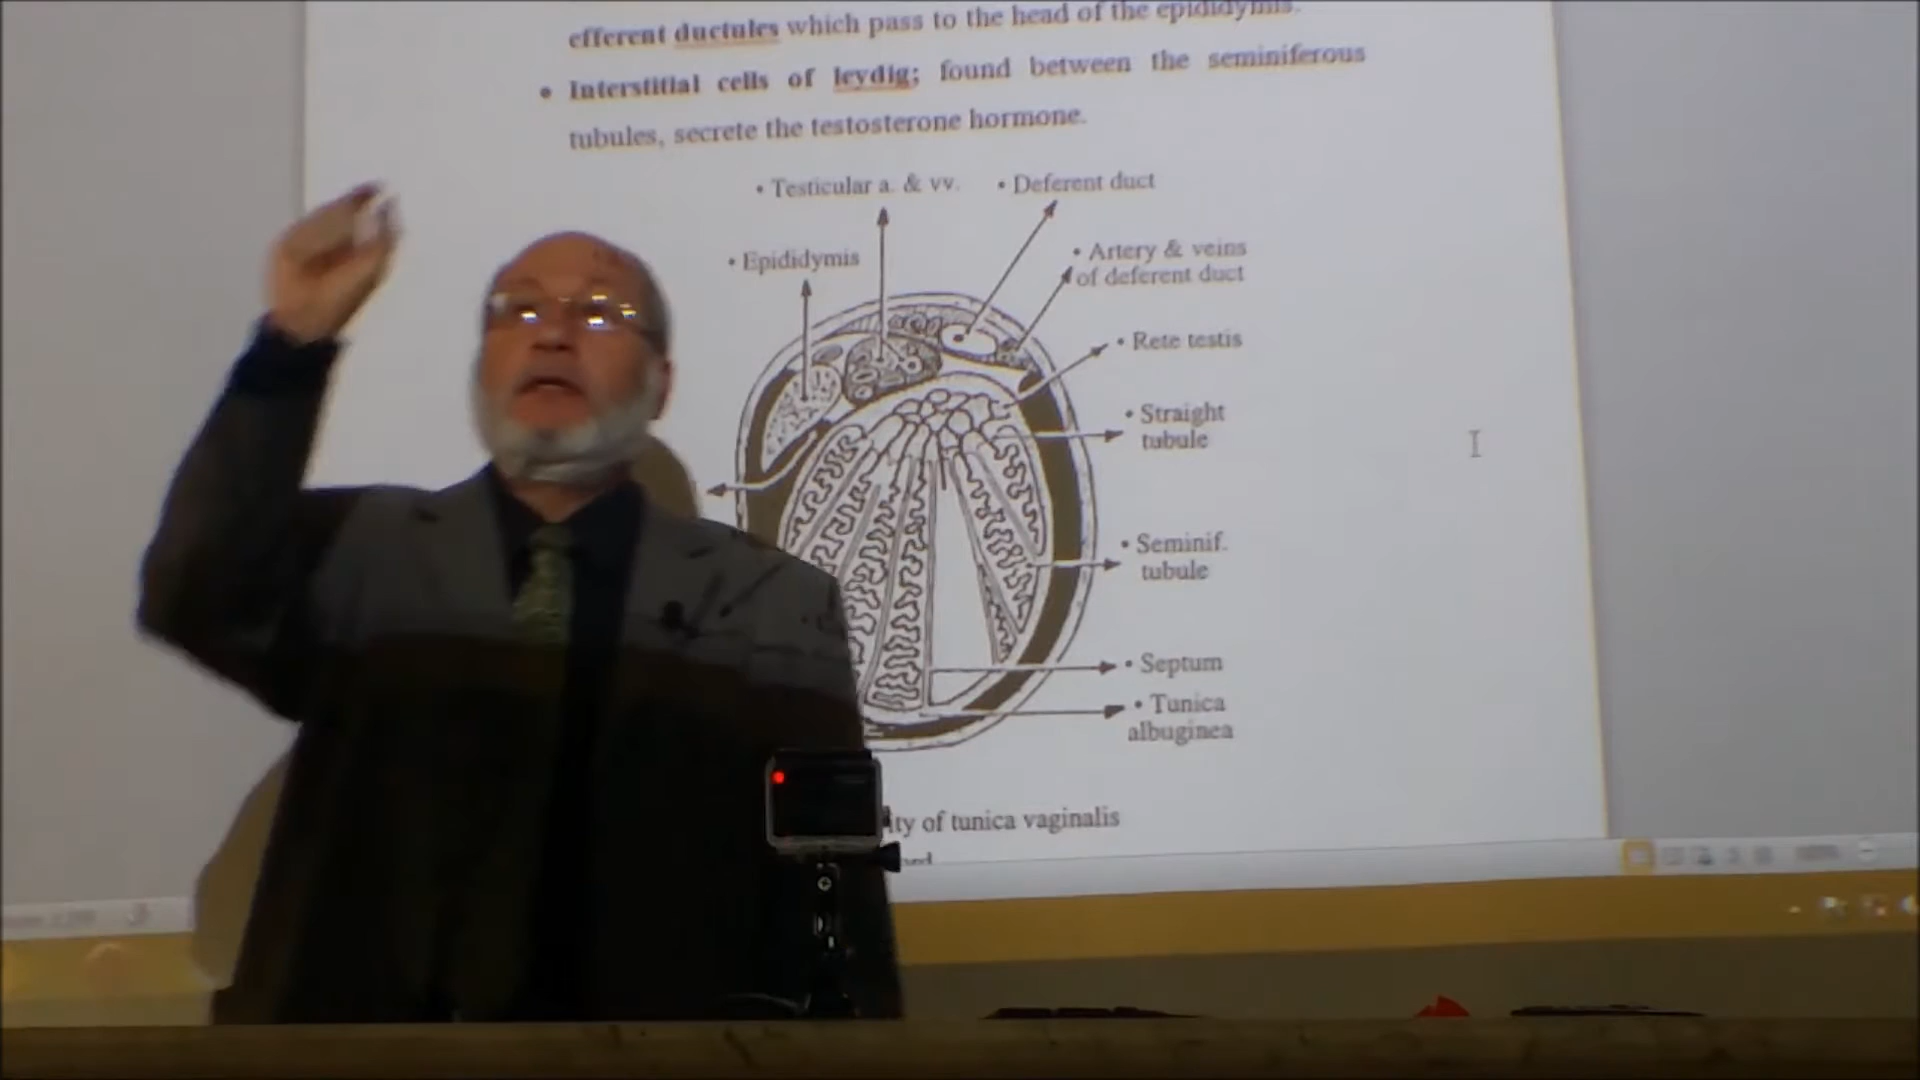 efferent ductules which pass to the head of the epididymis.
• Interstitial cells of leydig; found between the seminiferous
tubules, secrete the testosterone hormone.
• Testicular a. & vv.
• Deferent duct
• Epididymis
• Artery & veins
of deferent duct
• Rete testis
• Straight
tubule
• Seminif.
tubule
• Septum
• Tunica
albuginea
ity of tunica vaginalis